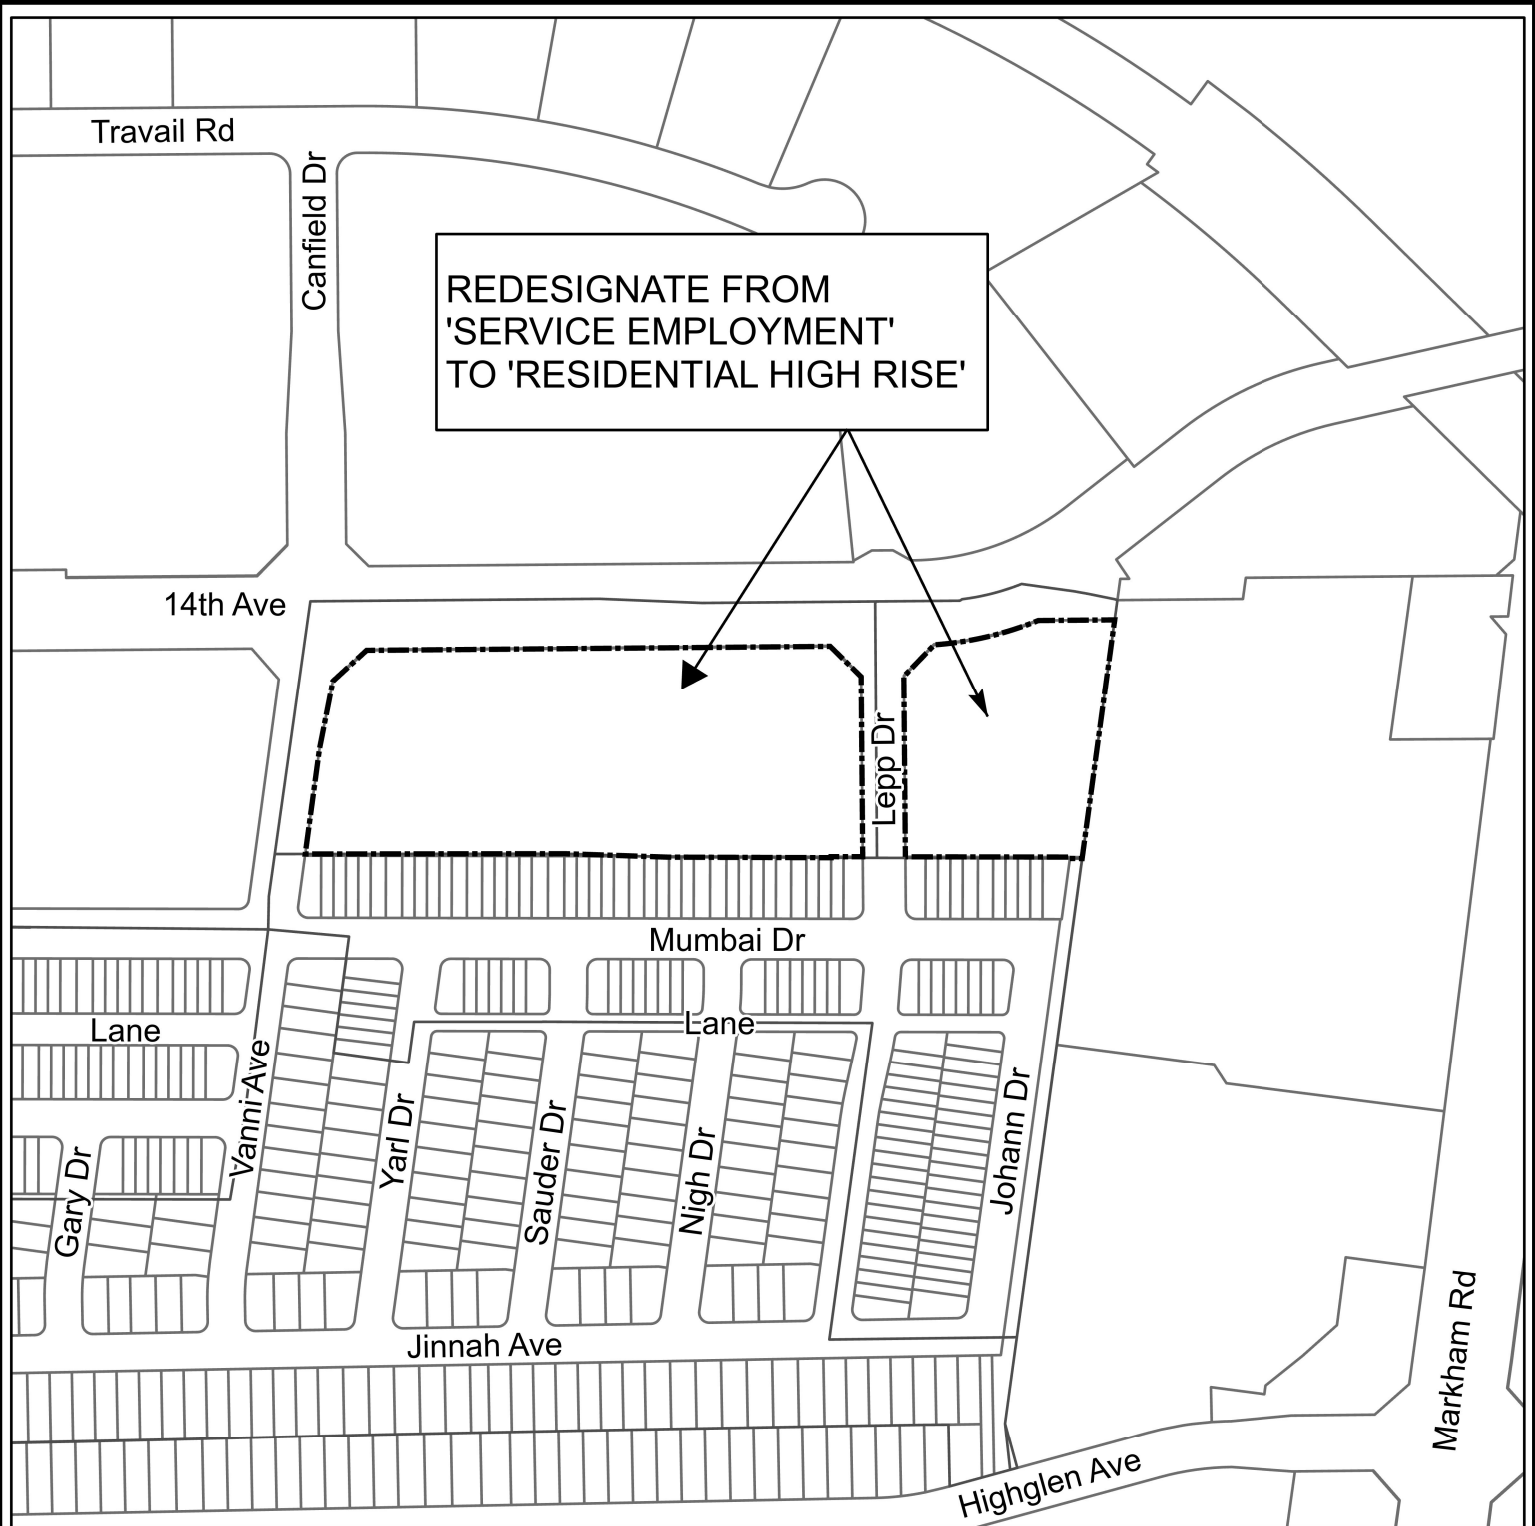 Travail Rd
Canfield Dr
REDESIGNATE FROM
'SERVICE EMPLOYMENT'
TO 'RESIDENTIAL HIGH RISE'
14th Ave
Lepp Dr
Mumbai Dr
Lane
Lane
Vanni Ave
Yarl Dr
Sauder Dr
Nigh Dr
Johann Dr
Gary Dr
Jinnah Ave
Markham Rd
Highglen Ave